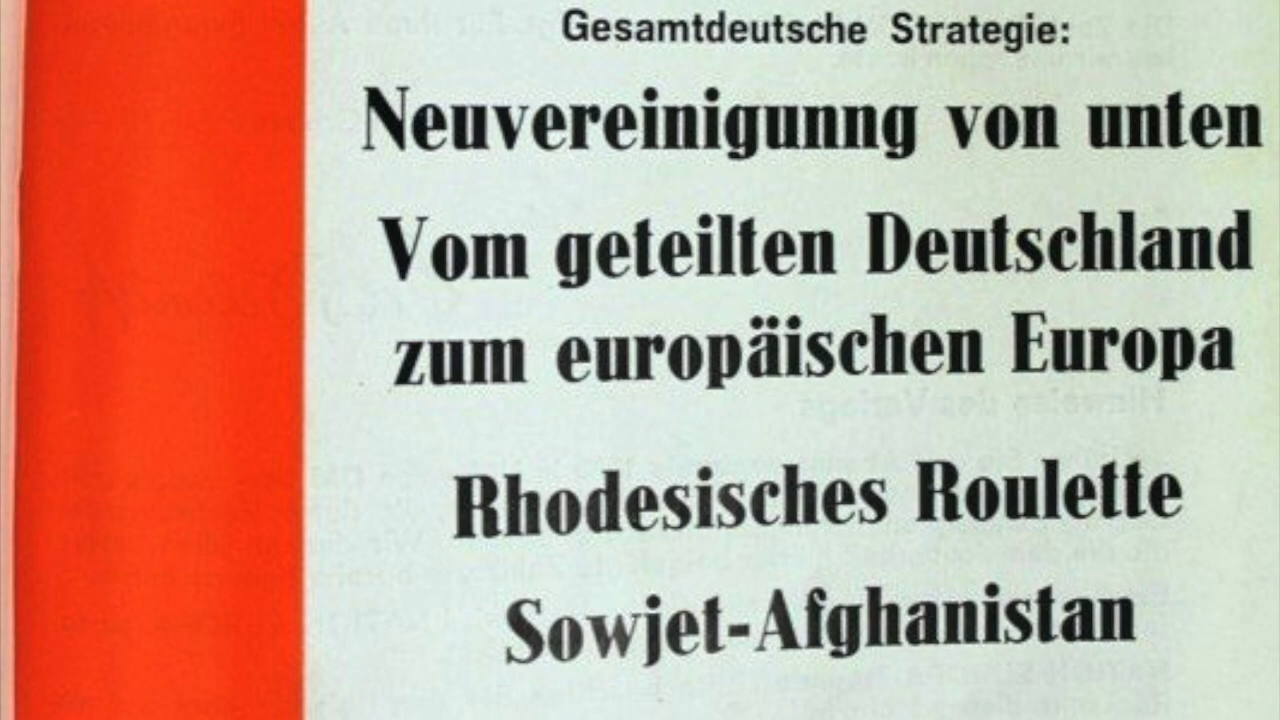 Gesamtdeutsche Strategie:
Neuvereinigunng von unten
Vom geteilten Deutschland
zum europäischen Europa
Rhodesisches Roulette
Sowjet-Afghanistan